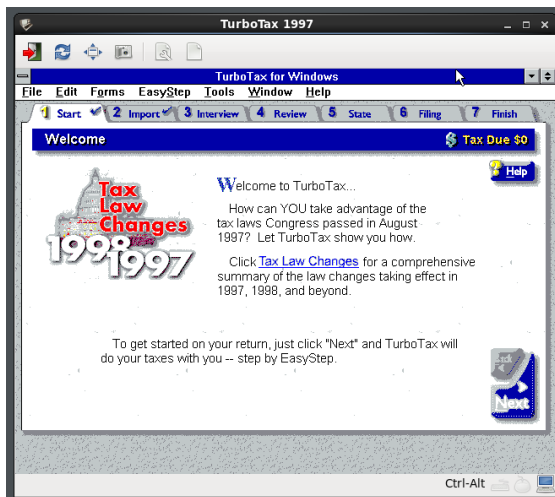 TurboTax 1997
TurboTax for Windows
File Edit Forms EasyStep Tools Window Help
1 Start 2 Import 3 Interview 4 Review 5 State 6 Filing 7 Finish
Welcome
$ Tax Due $0
? Help
Tax
Law
Changes
1998
1997
Welcome to TurboTax...
How can YOU take advantage of the
tax laws Congress passed in August
1997? Let TurboTax show you how.
Click Tax Law Changes for a comprehensive
summary of the law changes taking effect in
1997, 1998, and beyond.
To get started on your return, just click "Next" and TurboTax will
do your taxes with you -- step by EasyStep.
Back
Next
Ctrl-Alt